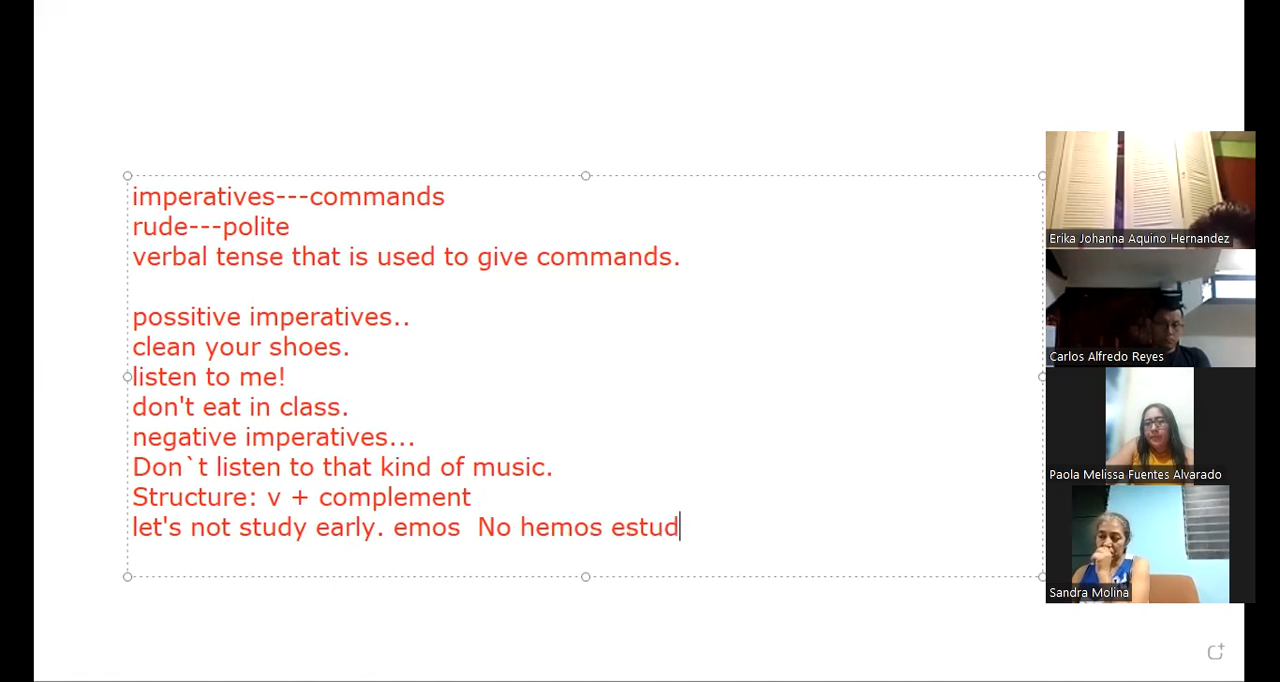 imperatives---commands
rude---polite
verbal tense that is used to give commands.
possitive imperatives..
clean your shoes.
listen to me!
don't eat in class.
negative imperatives...
Don`t listen to that kind of music.
Structure: v + complement
let's not study early. emos  No hemos estud
Erika Johanna Aquino Hernandez
Carlos Alfredo Reyes
Paola Melissa Fuentes Alvarado
Sandra Molina